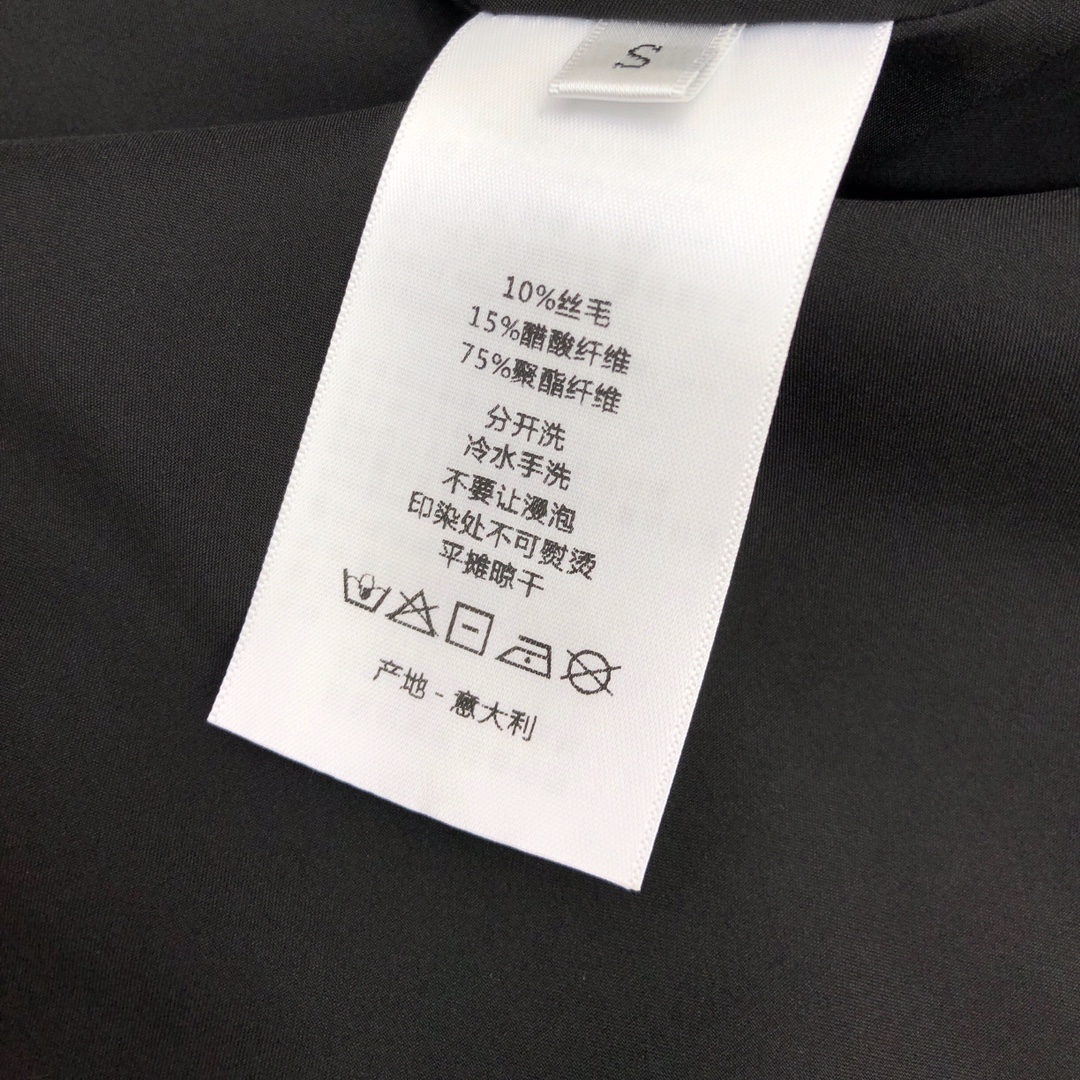 S
10%丝毛
15%醋酸纤维
75%聚酯纤维
分开洗
冷水手洗
不要让漫泡
印染处不可熨烫
平摊晾干
产地-意大利